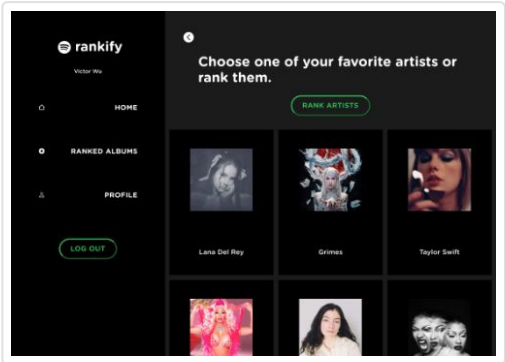 rankify
Victor Wu
HOME
RANKED ALBUMS
PROFILE
LOG OUT
Choose one of your favorite artists or
rank them.
RANK ARTISTS
Lana Del Rey
Grimes
Taylor Swift